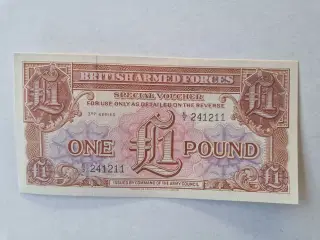 £1 BRITISH ARMED FORCES £1
SPECIAL VOUCHER
FOR USE ONLY AS DETAILED ON THE REVERSE
3RD SERIES
241211
ONE £1 POUND
241211
£1 £1
ISSUED BY COMMAND OF THE ARMY COUNCIL